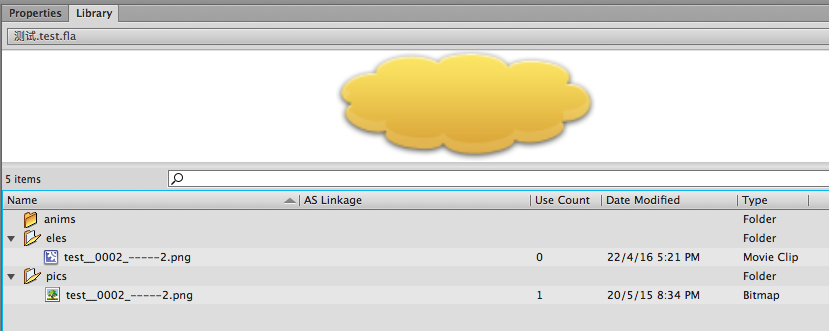 Properties Library
测试.test.fla
5 items
Name AS Linkage Use Count Date Modified Type
anims Folder
eles Folder
test__0002_-----2.png 0 22/4/16 5:21 PM Movie Clip
pics Folder
test__0002_-----2.png 1 20/5/15 8:34 PM Bitmap